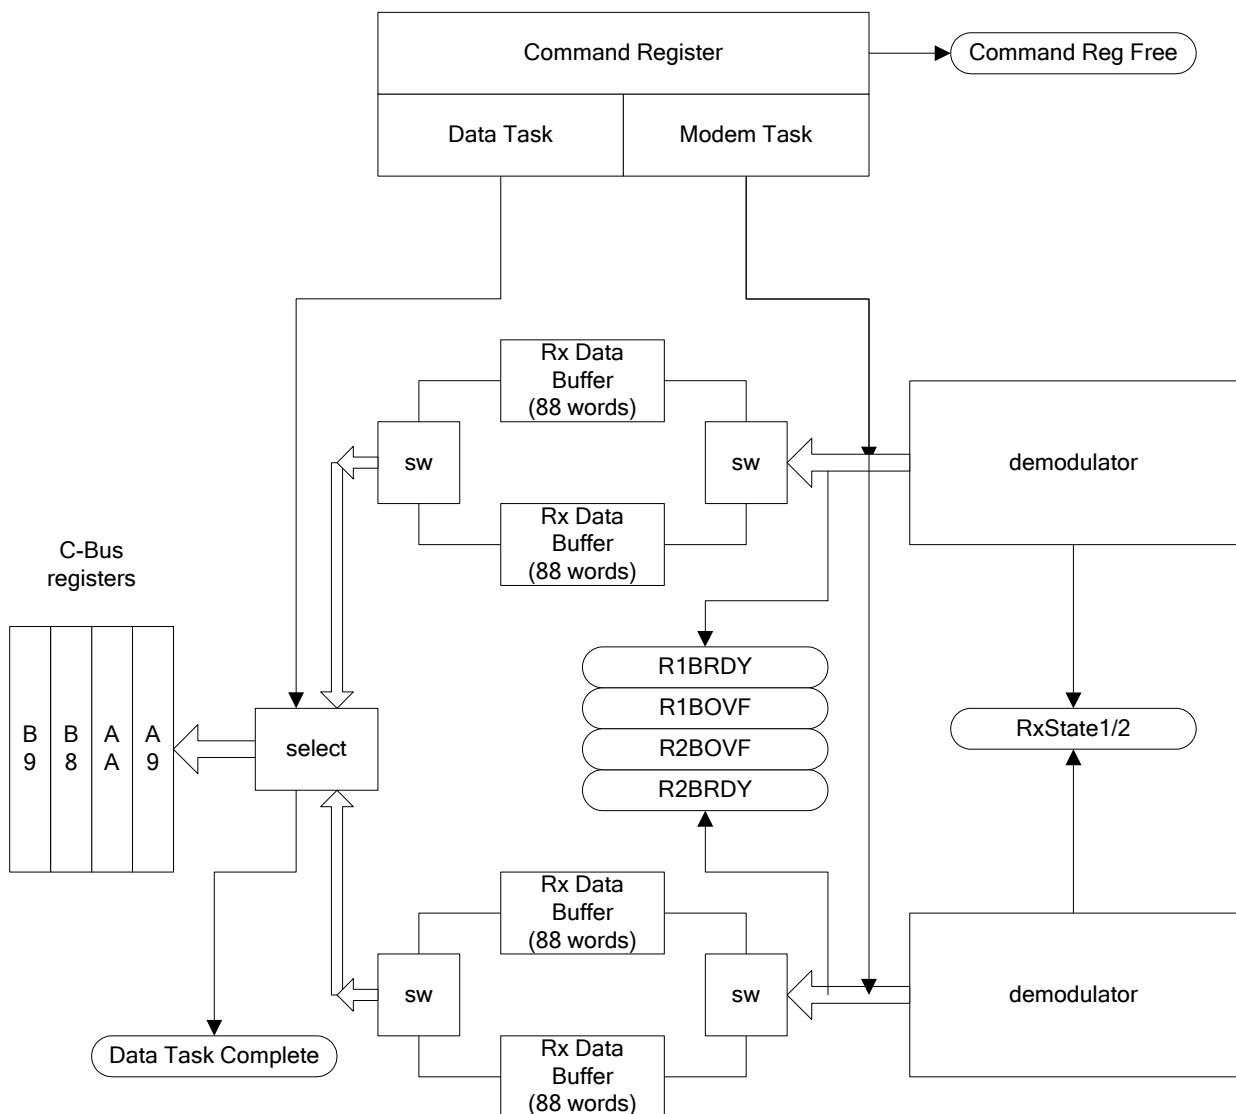 Command Register
Command Reg Free
Data Task
Modem Task
Rx Data
Buffer
(88 words)
sw
sw
demodulator
Rx Data
Buffer
(88 words)
C-Bus
registers
R1BRDY
R1BOVF
R2BOVF
R2BRDY
RxState1/2
B
9
B
8
A
A
A
9
select
Rx Data
Buffer
(88 words)
sw
sw
demodulator
Data Task Complete
Rx Data
Buffer
(88 words)